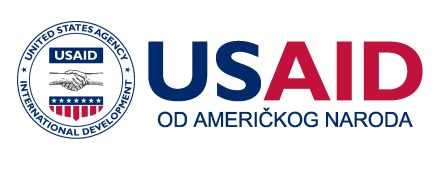 UNITED STATES AGENCY
USAID
INTERNATIONAL DEVELOPMENT
USAID
OD AMERIČKOG NARODA